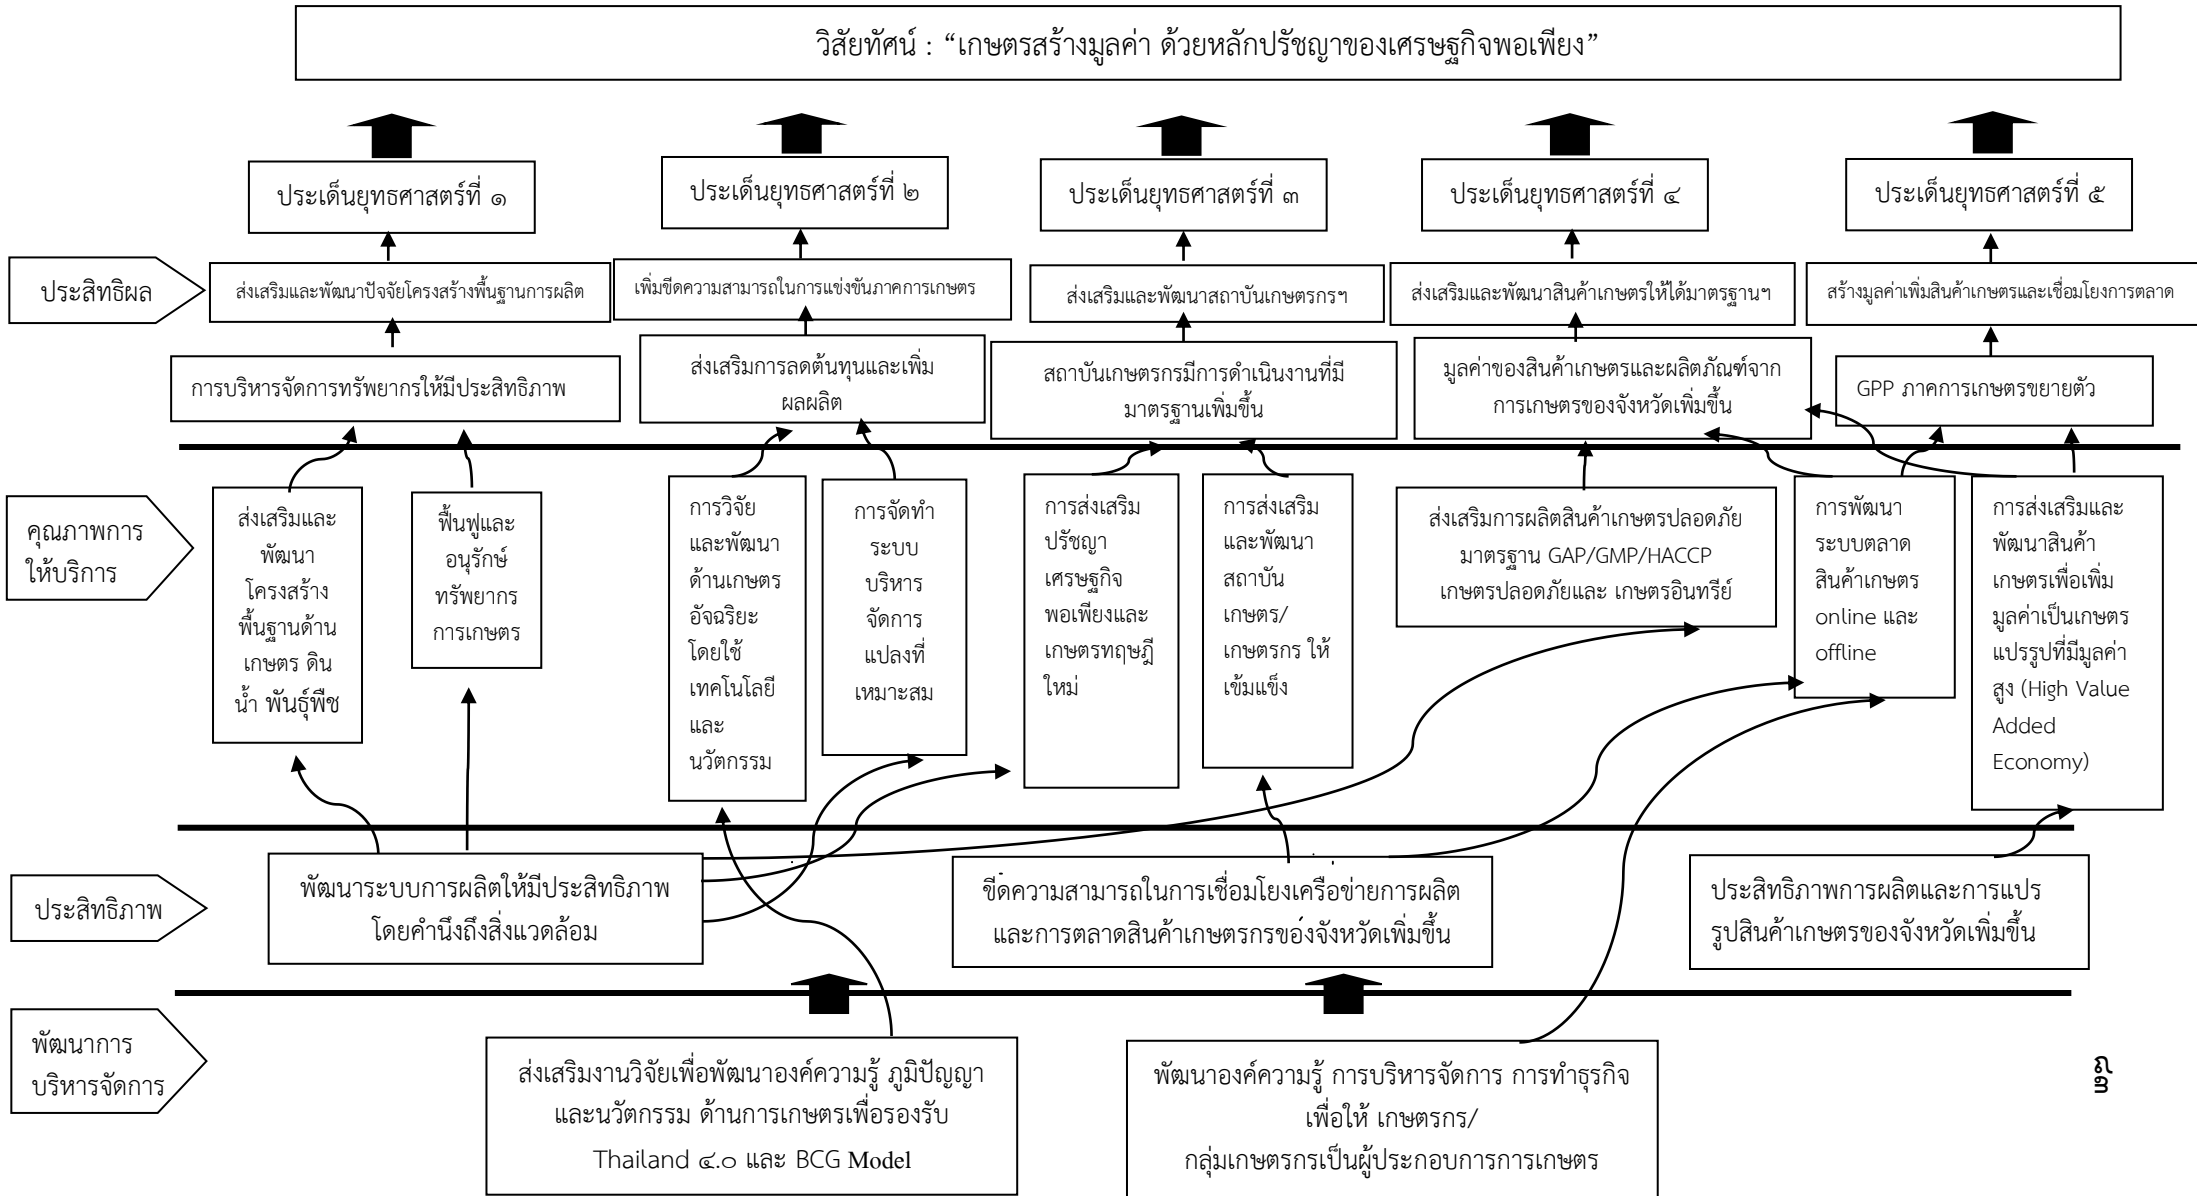 วิสัยทัศน์ : “เกษตรสร้างมูลค่า ด้วยหลักปรัชญาของเศรษฐกิจพอเพียง”
ประเด็นยุทธศาสตร์ที่ ๑
ประเด็นยุทธศาสตร์ที่ ๒
ประเด็นยุทธศาสตร์ที่ ๓
ประเด็นยุทธศาสตร์ที่ ๔
ประเด็นยุทธศาสตร์ที่ ๕
ประสิทธิผล
ส่งเสริมและพัฒนาปัจจัยโครงสร้างพื้นฐานการผลิต
เพิ่มขีดความสามารถในการแข่งขันภาคการเกษตร
ส่งเสริมและพัฒนาสถาบันเกษตรกรฯ
ส่งเสริมและพัฒนาสินค้าเกษตรให้ได้มาตรฐานฯ
สร้างมูลค่าเพิ่มสินค้าเกษตรและเชื่อมโยงการตลาด
การบริหารจัดการทรัพยากรให้มีประสิทธิภาพ
ส่งเสริมการลดต้นทุนและเพิ่ม
ผลผลิต
สถาบันเกษตรกรมีการดำเนินงานที่มี
มาตรฐานเพิ่มขึ้น
มูลค่าของสินค้าเกษตรและผลิตภัณฑ์จาก
การเกษตรของจังหวัดเพิ่มขึ้น
GPP ภาคการเกษตรขยายตัว
คุณภาพการ
ให้บริการ
ส่งเสริมและ
พัฒนา
โครงสร้าง
พื้นฐานด้าน
เกษตร ดิน
น้ำ พันธุ์พืช
ฟื้นฟูและ
อนุรักษ์
ทรัพยากร
การเกษตร
การวิจัย
และพัฒนา
ด้านเกษตร
อัจฉริยะ
โดยใช้
เทคโนโลยี
และ
นวัตกรรม
การจัดทำ
ระบบ
บริหาร
จัดการ
แปลงที่
เหมาะสม
การส่งเสริม
ปรัชญา
เศรษฐกิจ
พอเพียงและ
เกษตรทฤษฎี
ใหม่
การส่งเสริม
และพัฒนา
สถาบัน
เกษตร/
เกษตรกร ให้
เข้มแข็ง
ส่งเสริมการผลิตสินค้าเกษตรปลอดภัย
มาตรฐาน GAP/GMP/HACCP
เกษตรปลอดภัยและ เกษตรอินทรีย์
การพัฒนา
ระบบตลาด
สินค้าเกษตร
online และ
offline
การส่งเสริมและ
พัฒนาสินค้า
เกษตรเพื่อเพิ่ม
มูลค่าเป็นเกษตร
แปรรูปที่มีมูลค่า
สูง (High Value
Added
Economy)
ประสิทธิภาพ
พัฒนาระบบการผลิตให้มีประสิทธิภาพ
โดยคำนึงถึงสิ่งแวดล้อม
ขีดความสามารถในการเชื่อมโยงเครือข่ายการผลิต
และการตลาดสินค้าเกษตรกรของจังหวัดเพิ่มขึ้น
ประสิทธิภาพการผลิตและการแปร
รูปสินค้าเกษตรของจังหวัดเพิ่มขึ้น
พัฒนาการ
บริหารจัดการ
ส่งเสริมงานวิจัยเพื่อพัฒนาองค์ความรู้ ภูมิปัญญา
และนวัตกรรม ด้านการเกษตรเพื่อรองรับ
Thailand ๔.๐ และ BCG Model
พัฒนาองค์ความรู้ การบริหารจัดการ การทำธุรกิจ
เพื่อให้ เกษตรกร/
กลุ่มเกษตรกรเป็นผู้ประกอบการการเกษตร